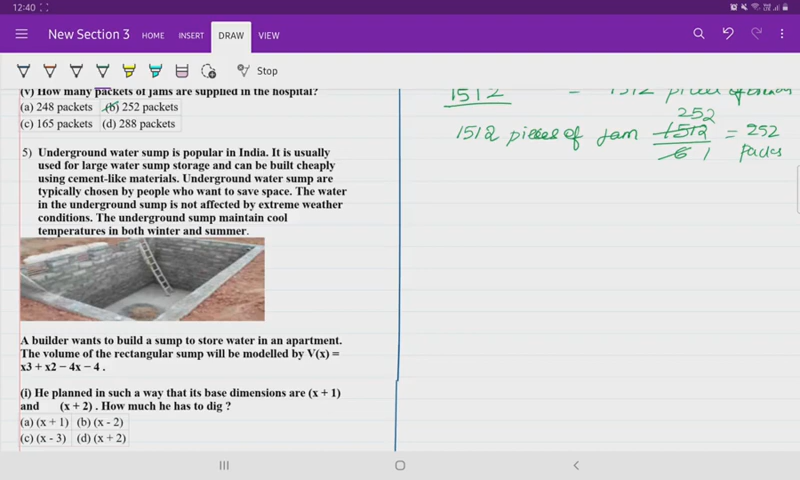 12:40
New Section 3
HOME
INSERT
DRAW
VIEW
Stop
(v) How many packets of jams are supplied in the hospital?
(a) 248 packets (b) 252 packets
(c) 165 packets (d) 288 packets
5) Underground water sump is popular in India. It is usually
used for large water sump storage and can be built cheaply
using cement-like materials. Underground water sump are
typically chosen by people who want to save space. The water
in the underground sump is not affected by extreme weather
conditions. The underground sump maintain cool
temperatures in both winter and summer.
A builder wants to build a sump to store water in an apartment.
The volume of the rectangular sump will be modelled by V(x) =
x3 + x2 − 4x − 4 .
(i) He planned in such a way that its base dimensions are (x + 1)
and (x + 2) . How much he has to dig ?
(a) (x + 1) (b) (x - 2)
(c) (x - 3) (d) (x + 2)
1512 = 1512 pieces of
252
1512 pieces of jam 1512 = 252
6 1 packs